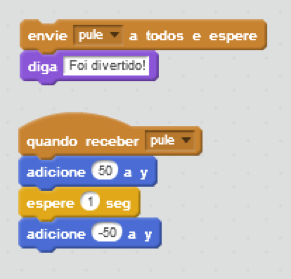 envie pule a todos e espere
diga Foi divertido!
quando receber pule
adicione 50 a y
espere 1 seg
adicione -50 a y